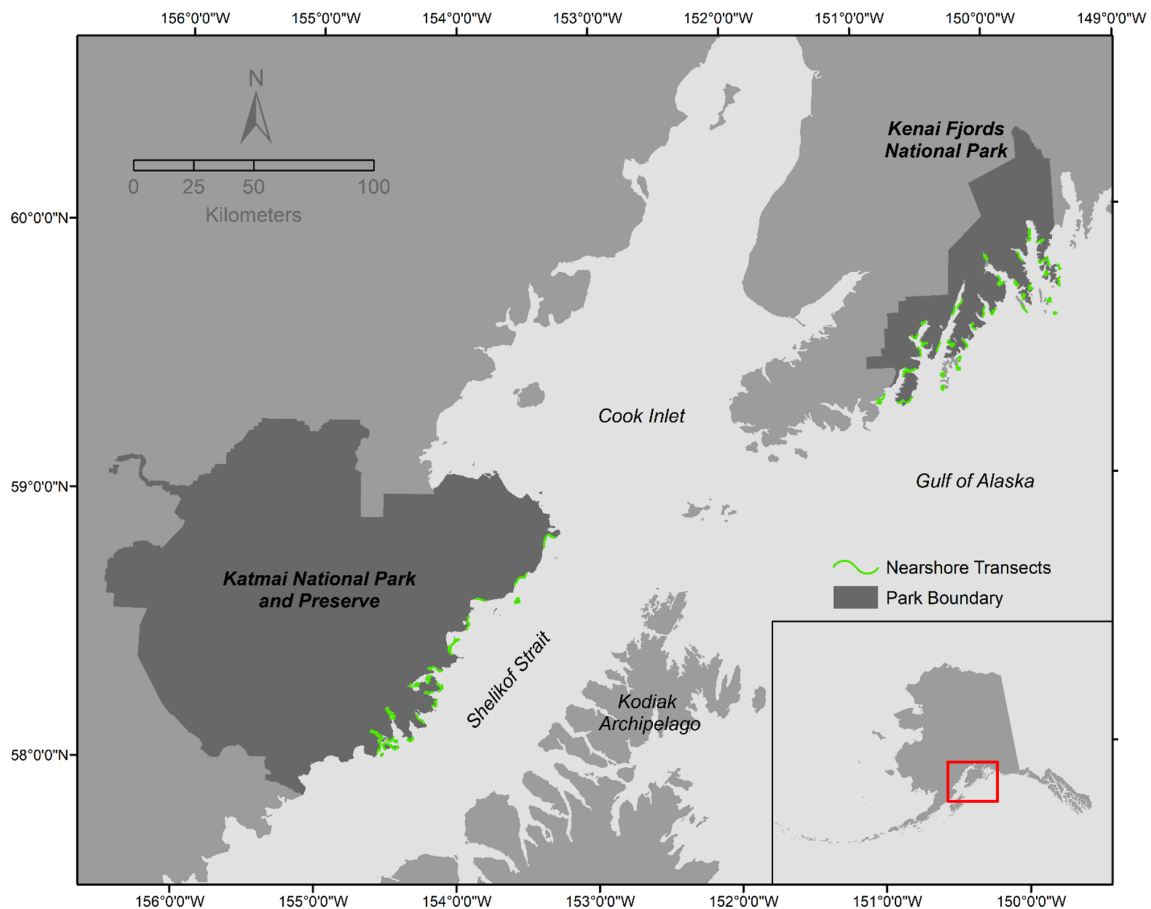 156°0'0"W 155°0'0"W 154°0'0"W 153°0'0"W 152°0'0"W 151°0'0"W 150°0'0"W 149°0'0"W
N
0 25 50 100
Kilometers
Kenai Fjords
National Park
60°0'0"N
Cook Inlet
59°0'0"N
Gulf of Alaska
Nearshore Transects
Park Boundary
Katmai National Park
and Preserve
Shelikof Strait
Kodiak
Archipelago
58°0'0"N
156°0'0"W 155°0'0"W 154°0'0"W 153°0'0"W 152°0'0"W 151°0'0"W 150°0'0"W